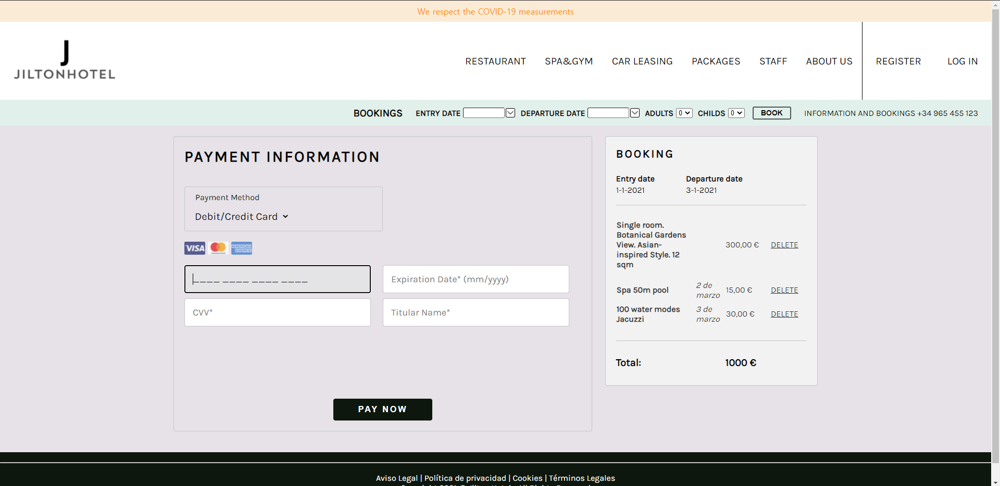 We respect the COVID-19 measurements
J
JILTONHOTEL
RESTAURANT SPA&GYM CAR LEASING PACKAGES STAFF ABOUT US REGISTER LOG IN
BOOKINGS ENTRY DATE DEPARTURE DATE ADULTS 0 CHILDS 0 BOOK INFORMATION AND BOOKINGS +34 965 455 123
PAYMENT INFORMATION
Payment Method
Debit/Credit Card
VISA mastercard AMERICAN EXPRESS
____ ____ ____ ____
Expiration Date* (mm/yyyy)
CVV*
Titular Name*
PAY NOW
BOOKING
Entry date Departure date
1-1-2021 3-1-2021
Single room.
Botanical Gardens
View. Asian-
inspired Style. 12
sqm
300,00 € DELETE
Spa 50m pool
2 de
marzo
15,00 € DELETE
100 water modes
Jacuzzi
3 de
marzo
30,00 € DELETE
Total: 1000 €
Aviso Legal | Política de privacidad | Cookies | Términos Legales